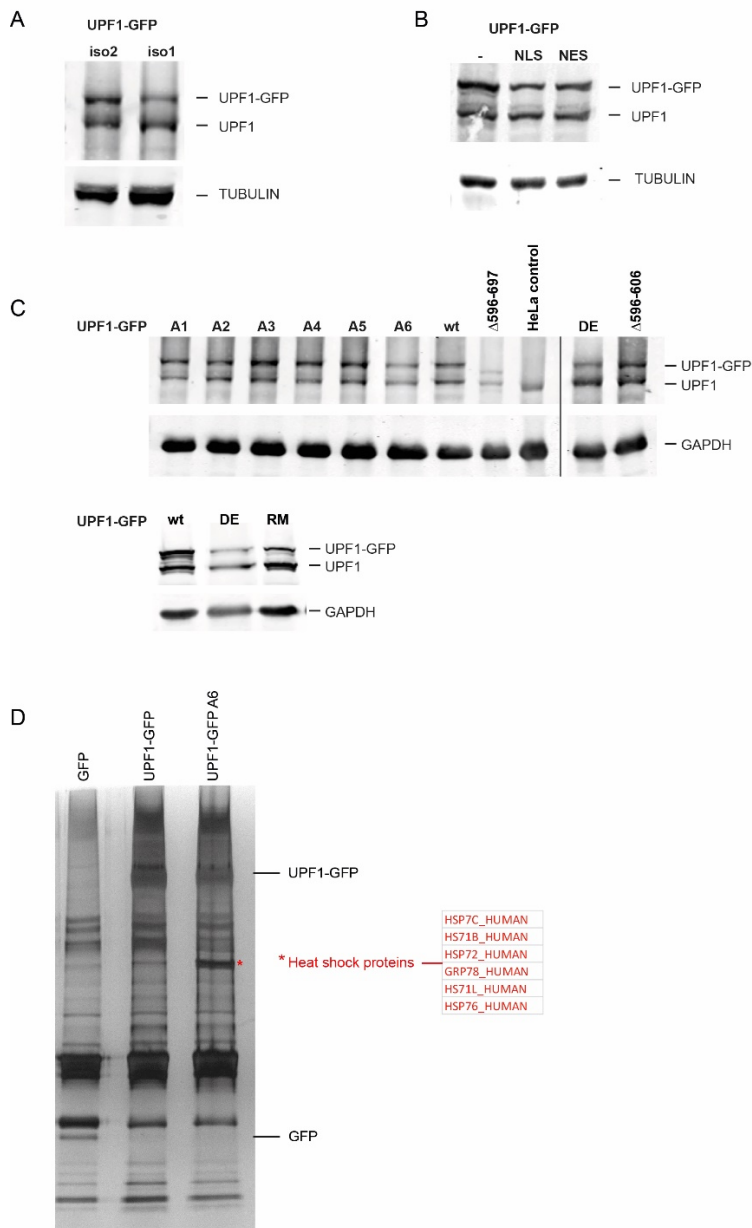 A
UPF1-GFP
iso2 iso1
UPF1-GFP
UPF1
TUBULIN
B
UPF1-GFP
- NLS NES
UPF1-GFP
UPF1
TUBULIN
C
UPF1-GFP A1 A2 A3 A4 A5 A6 wt Δ596-697 HeLa control DE Δ596-606
UPF1-GFP
UPF1
GAPDH
UPF1-GFP wt DE RM
UPF1-GFP
UPF1
GAPDH
D
GFP UPF1-GFP UPF1-GFP A6
UPF1-GFP
*
* Heat shock proteins
HSP7C_HUMAN
HS71B_HUMAN
HSP72_HUMAN
GRP78_HUMAN
HS71L_HUMAN
HSP76_HUMAN
GFP